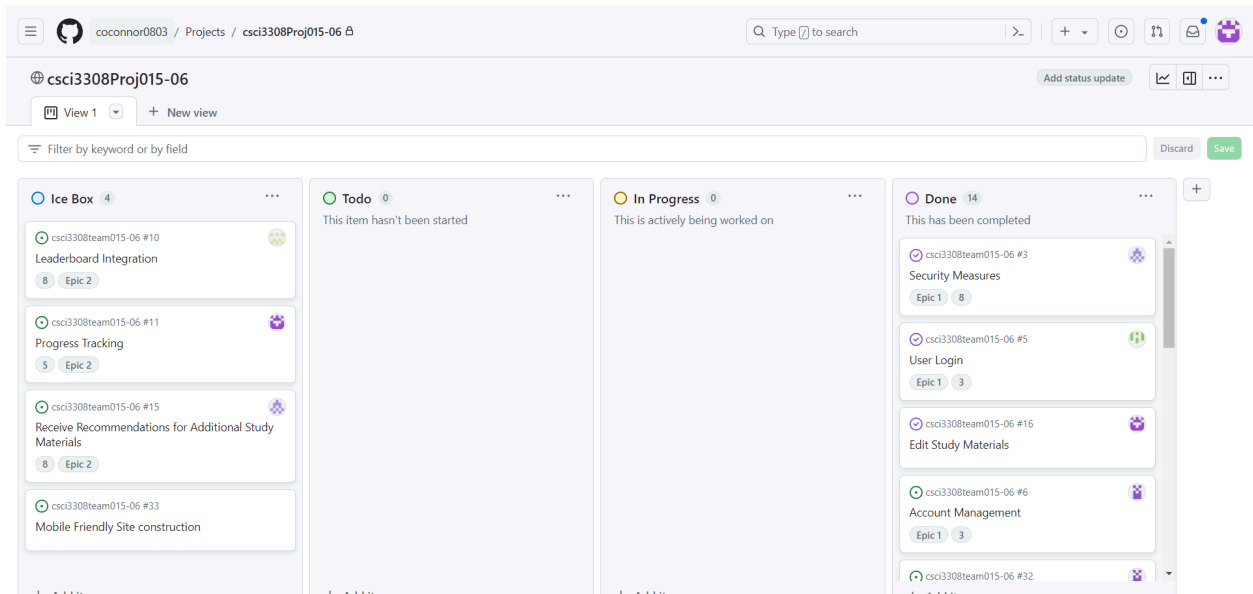 coconnor0803 / Projects / csci3308Proj015-06
Type / to search
csci3308Proj015-06
Add status update
View 1
New view
Filter by keyword or by field
Discard
Save
Ice Box 4
csci3308team015-06 #10
Leaderboard Integration
8 Epic 2
csci3308team015-06 #11
Progress Tracking
5 Epic 2
csci3308team015-06 #15
Receive Recommendations for Additional Study
Materials
8 Epic 2
csci3308team015-06 #33
Mobile Friendly Site construction
Todo 0
This item hasn't been started
In Progress 0
This is actively being worked on
Done 14
This has been completed
csci3308team015-06 #3
Security Measures
Epic 1 8
csci3308team015-06 #5
User Login
Epic 1 3
csci3308team015-06 #16
Edit Study Materials
csci3308team015-06 #6
Account Management
Epic 1 3
csci3308team015-06 #32